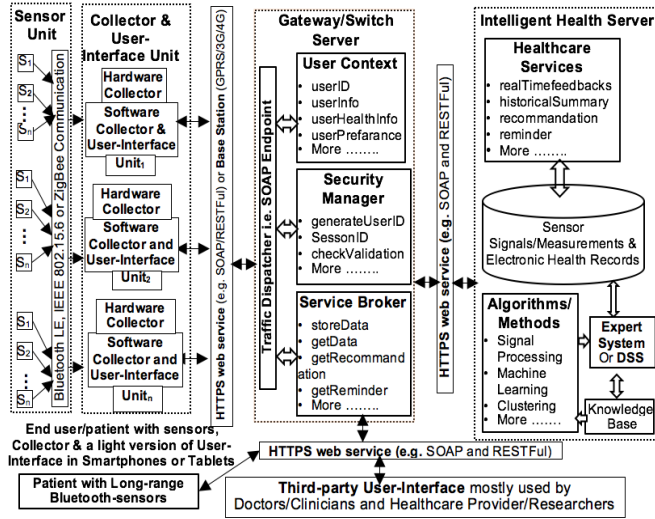 Sensor
Unit
S1
S2
Sn
S1
S2
Sn
S1
S2
Sn
Bluetooth LE, IEEE 802.15.6 or ZigBee Communication
Collector &
User-
Interface Unit
Hardware
Collector
Software
Collector &
User-Interface
Unit1
Hardware
Collector
Software
Collector and
User-Interface
Unit2
Hardware
Collector
Software
Collector and
User-Interface
Unitn
HTTPS web service (e.g. SOAP/RESTFul) or Base Station (GPRS/3G/4G)
Gateway/Switch
Server
Traffic Dispatcher i.e. SOAP Endpoint
User Context
• userID
• userInfo
• userHealthInfo
• userPrefarance
• More ........
Security
Manager
• generateUserID
• SessonID
• checkValidation
• More ........
Service Broker
• storeData
• getData
• getRecommand
ation
• getReminder
• More ........
HTTPS web service (e.g. SOAP and RESTFul)
Intelligent Health Server
Healthcare
Services
• realTimefeedbacks
• historicalSummary
• recommandation
• reminder
• More ........
Sensor
Signals/Measurements &
Electronic Health Records
Algorithms/
Methods
• Signal
Processing
• Machine
Learning
• Clustering
• More .......
Expert
System
Or DSS
Knowledge
Base
End user/patient with sensors,
Collector & a light version of User-
Interface in Smartphones or Tablets
HTTPS web service (e.g. SOAP and RESTFul)
Patient with Long-range
Bluetooth-sensors
Third-party User-Interface mostly used by
Doctors/Clinicians and Healthcare Provider/Researchers